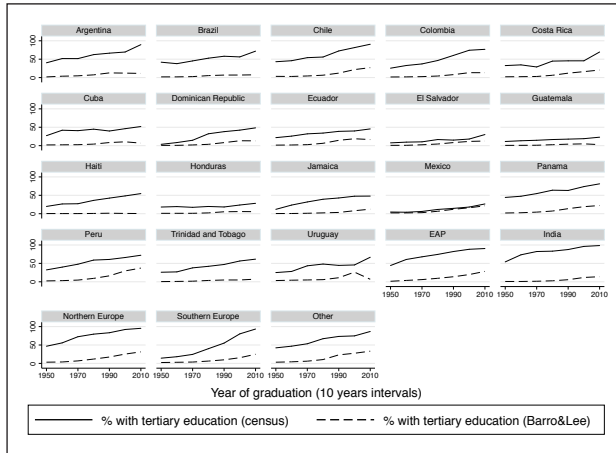 Argentina Brazil Chile Colombia Costa Rica
0 50 100
Cuba Dominican Republic Ecuador El Salvador Guatemala
0 50 100
Haiti Honduras Jamaica Mexico Panama
0 50 100
Peru Trinidad and Tobago Uruguay EAP India
0 50 100
1950 1970 1990 2010 1950 1970 1990 2010
Northern Europe Southern Europe Other
0 50 100
1950 1970 1990 2010 1950 1970 1990 2010 1950 1970 1990 2010
Year of graduation (10 years intervals)
% with tertiary education (census) % with tertiary education (Barro&Lee)